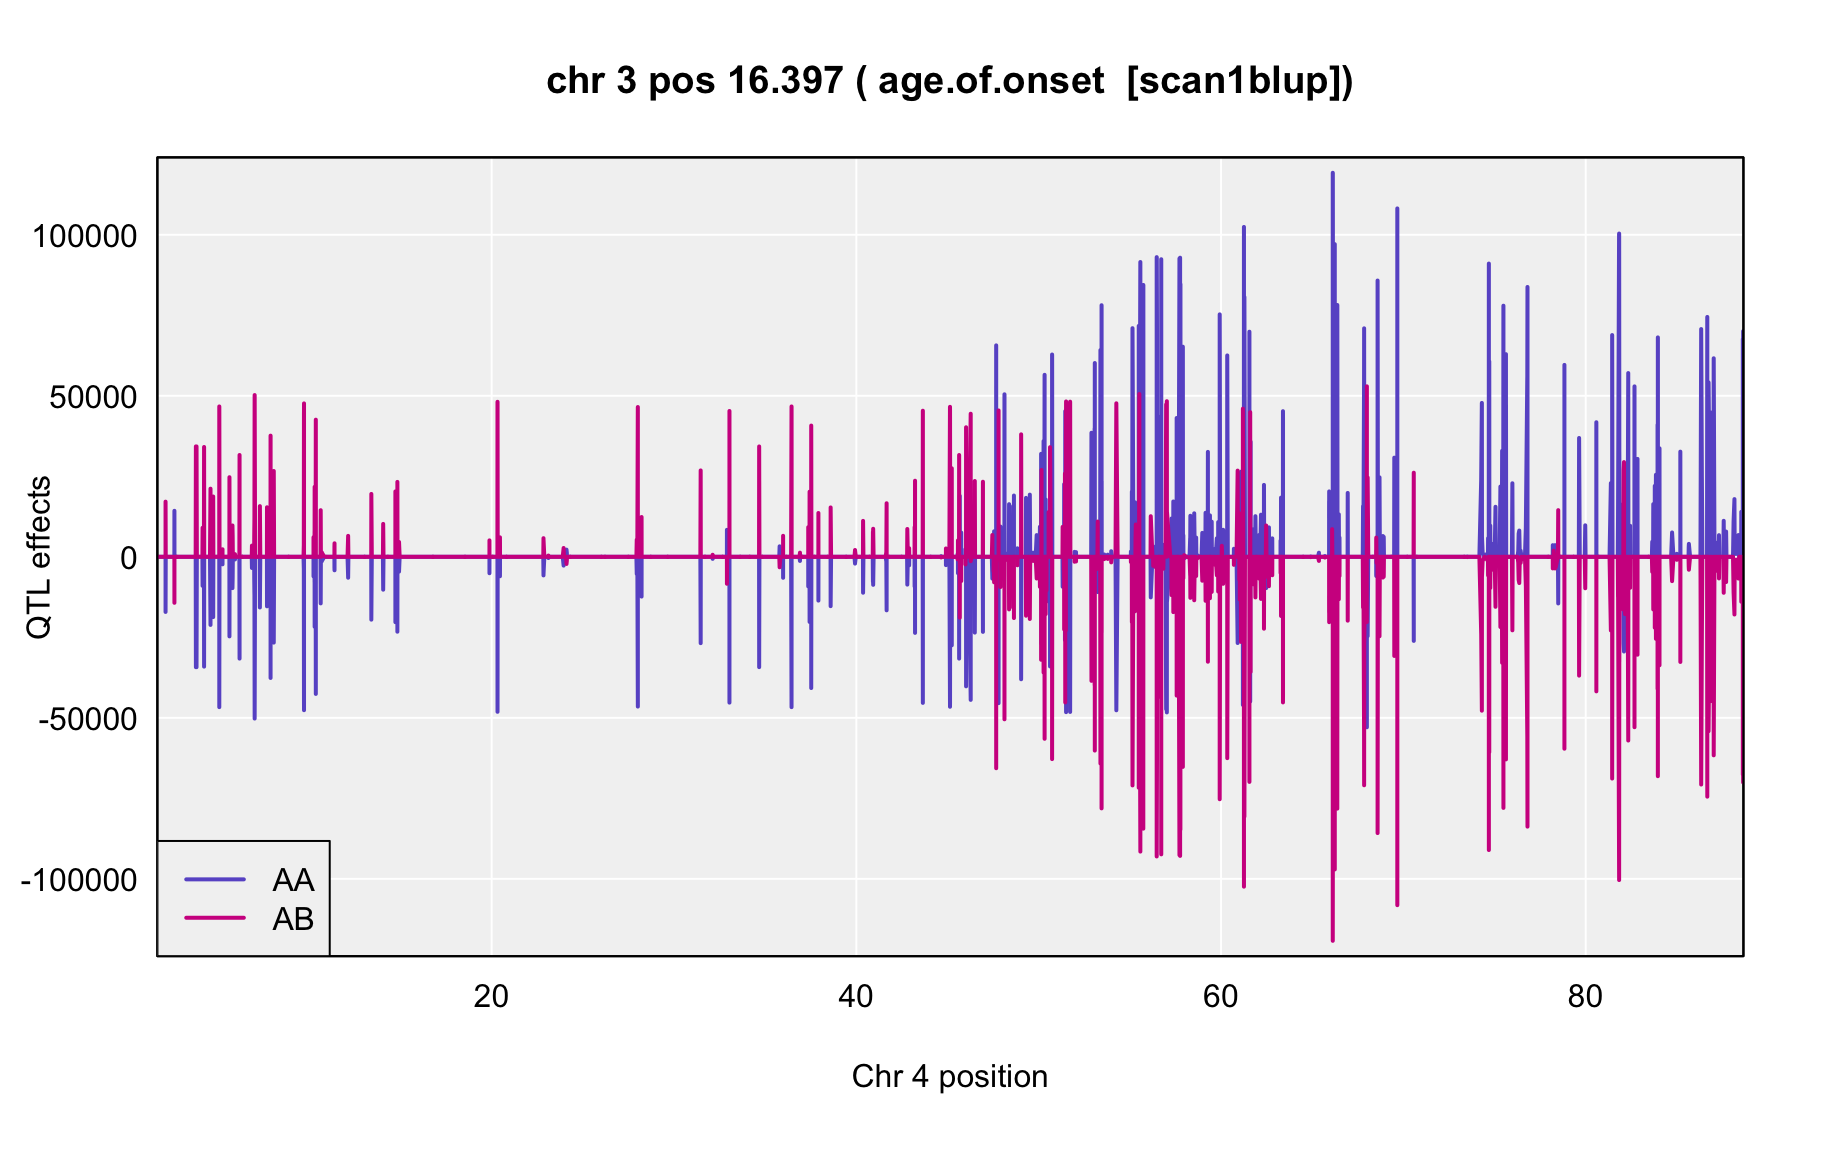 chr 3 pos 16.397 ( age.of.onset  [scan1blup])
QTL effects
100000
50000
0
-50000
-100000
AA
AB
20 40 60 80
Chr 4 position